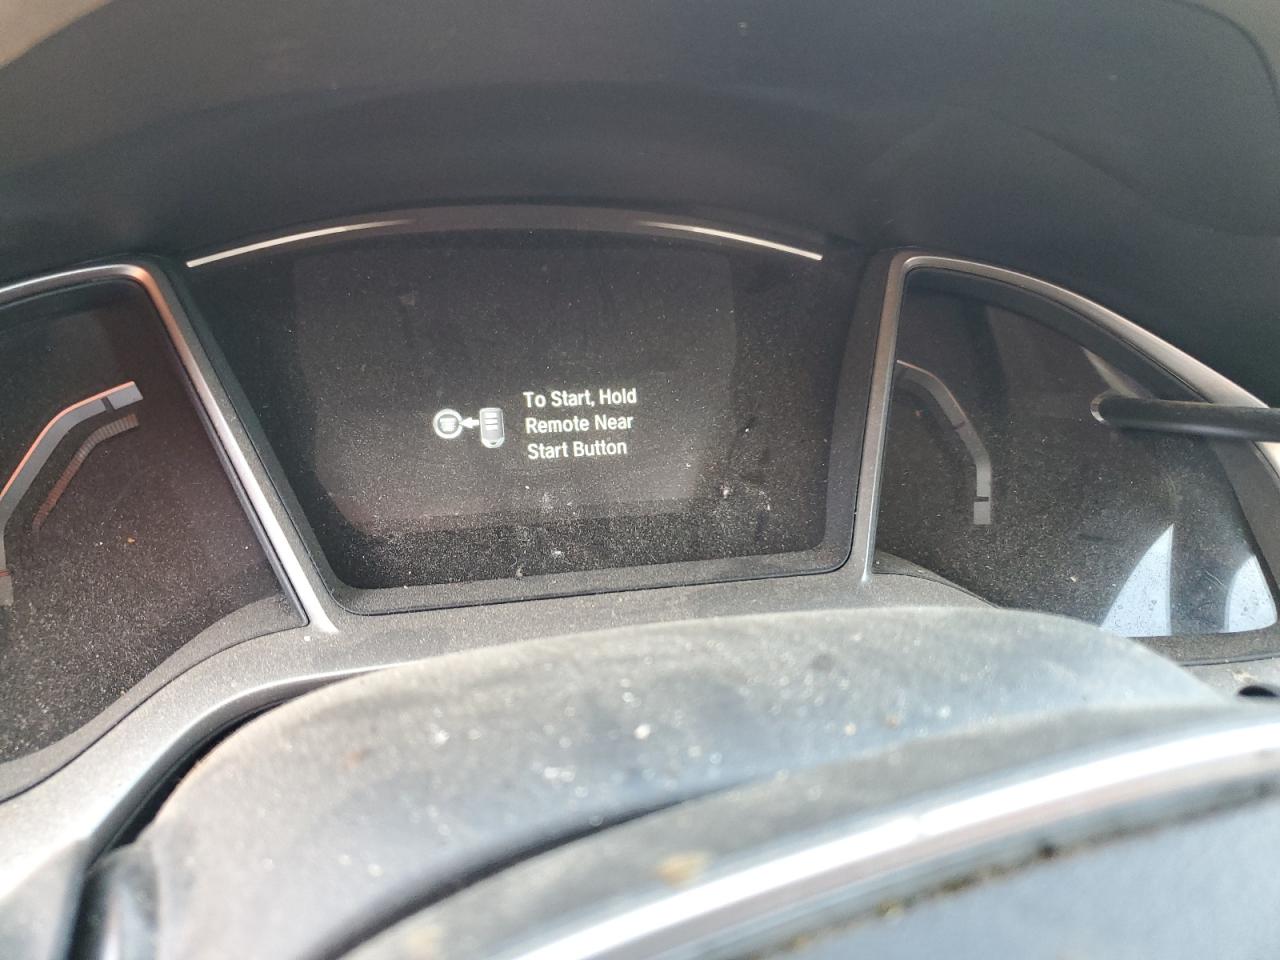 To Start, Hold
Remote Near
Start Button